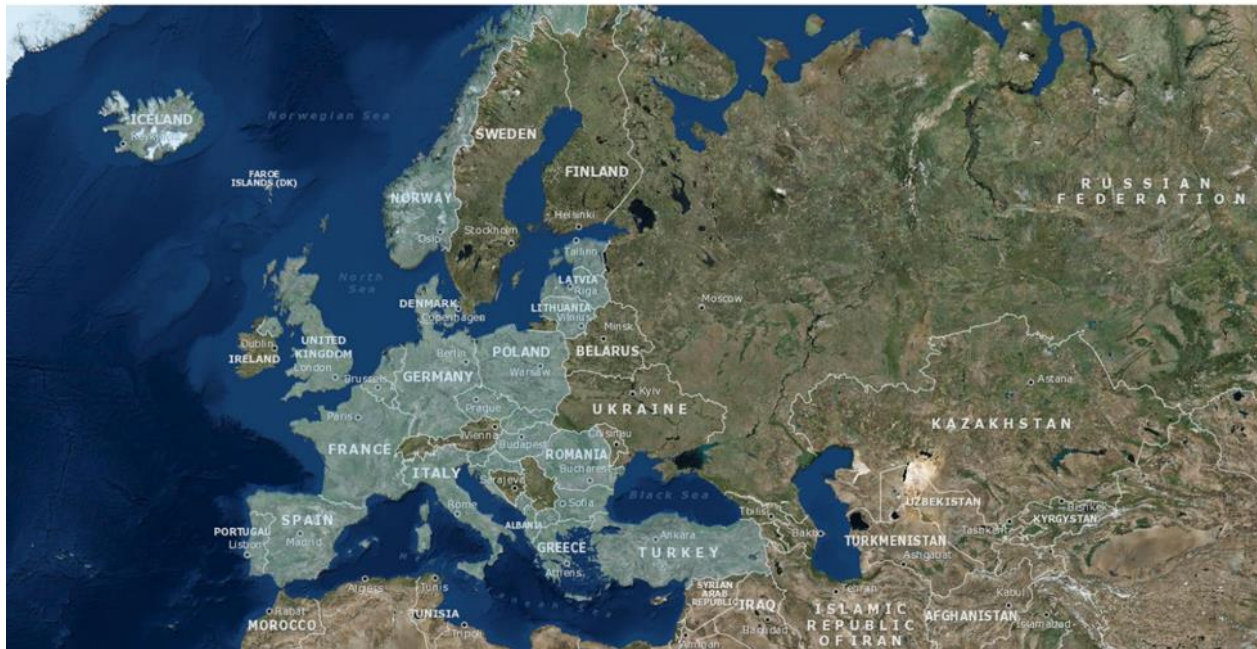 Norwegian Sea
ICELAND
Reykjavik
FAROE
ISLANDS (DK)
SWEDEN
FINLAND
NORWAY
Helsinki
Oslo
Stockholm
Tallinn
RUSSIAN
FEDERATION
North
Sea
LATVIA
Riga
DENMARK
Copenhagen
LITHUANIA
Vilnius
Moscow
Minsk
BELARUS
Dublin
IRELAND
UNITED
KINGDOM
London
Berlin
POLAND
Warsaw
GERMANY
Brussels
Kyiv
UKRAINE
Astana
KAZAKHSTAN
Paris
Prague
Vienna
Budapest
Chisinau
FRANCE
ROMANIA
Bucharest
ITALY
Sarajevo
Sofia
Black Sea
Rome
UZBEKISTAN
Bishkek
KYRGYSTAN
Tashkent
Tbilisi
Baku
TURKMENISTAN
Ashgabat
PORTUGAL
Lisbon
SPAIN
Madrid
ALBANIA
GREECE
Athens
Ankara
TURKEY
Algiers
Tunis
SYRIAN
ARAB
REPUBLIC
IRAQ
Baghdad
Tehran
ISLAMIC
REPUBLIC
OF IRAN
Kabul
AFGHANISTAN
Islamabad
Rabat
MOROCCO
TUNISIA
Tripoli
Amman